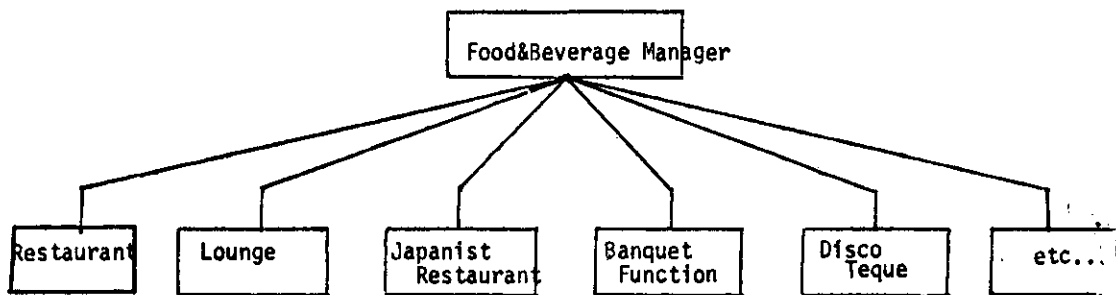 Food&Beverage Manager
Restaurant
Lounge
Japanist
Restaurant
Banquet
Function
Disco
Teque
etc...